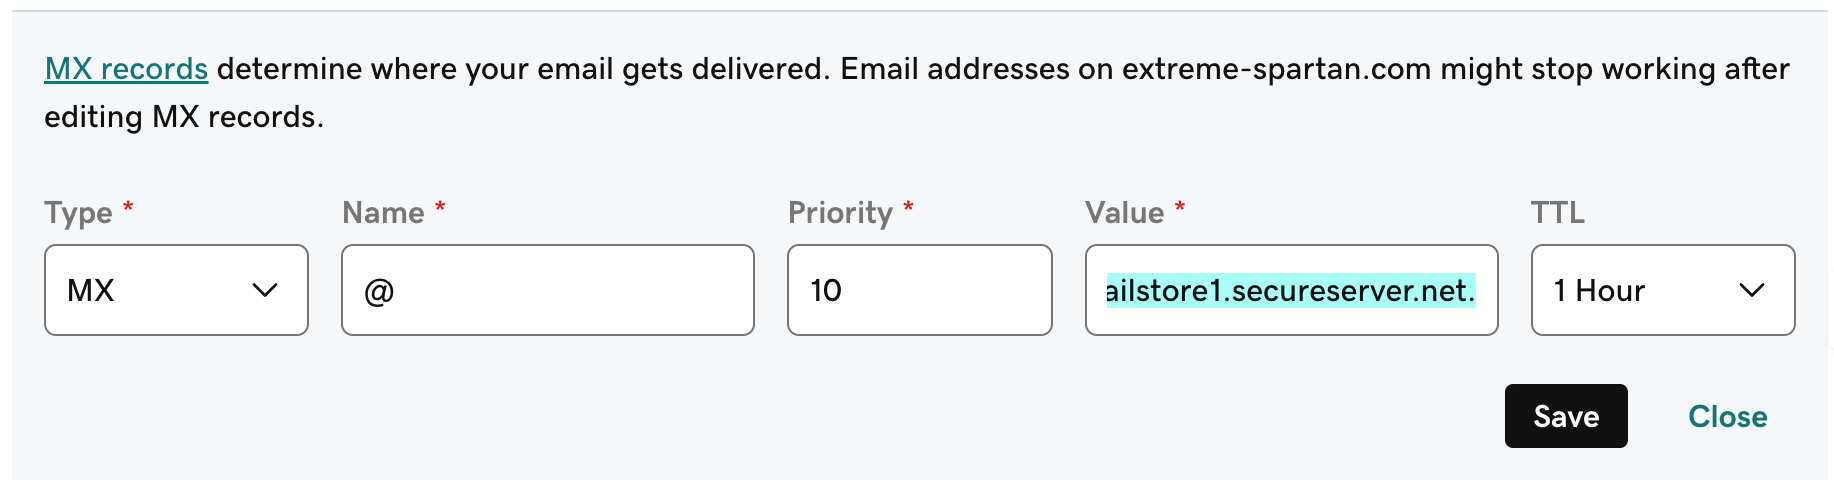 MX records determine where your email gets delivered. Email addresses on extreme-spartan.com might stop working after
editing MX records.
Type * Name * Priority * Value * TTL
MX @ 10 ailstore1.secureserver.net. 1 Hour
Save Close